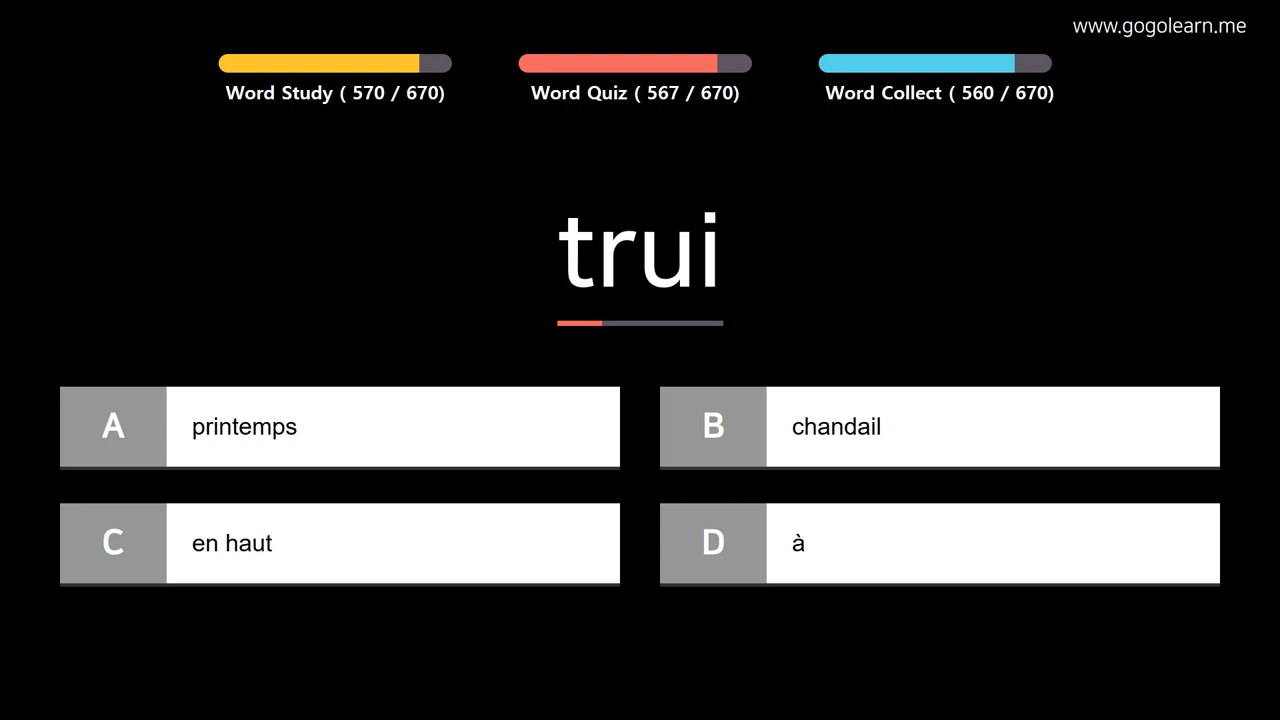 www.gogolearn.me
Word Study ( 570 / 670)
Word Quiz ( 567 / 670)
Word Collect ( 560 / 670)
trui
A printemps
B chandail
C en haut
D à